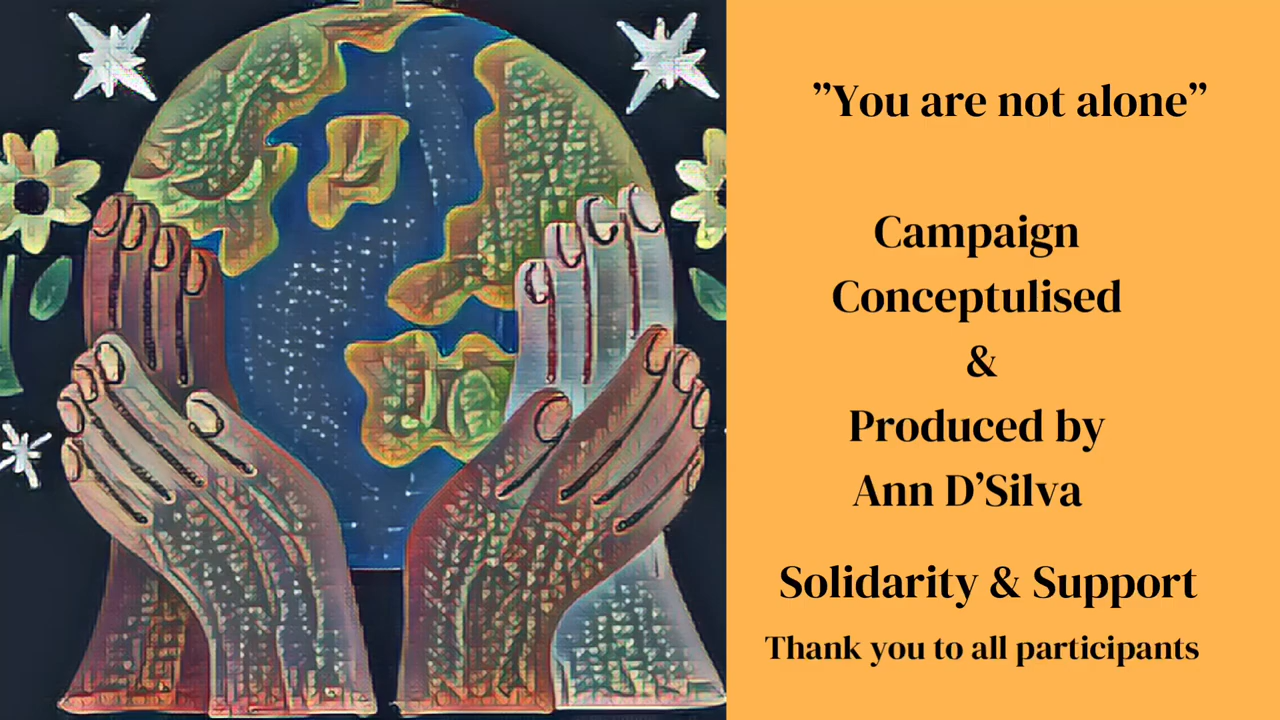 ”You are not alone”
Campaign
Conceptulised
&
Produced by
Ann D’Silva
Solidarity & Support
Thank you to all participants